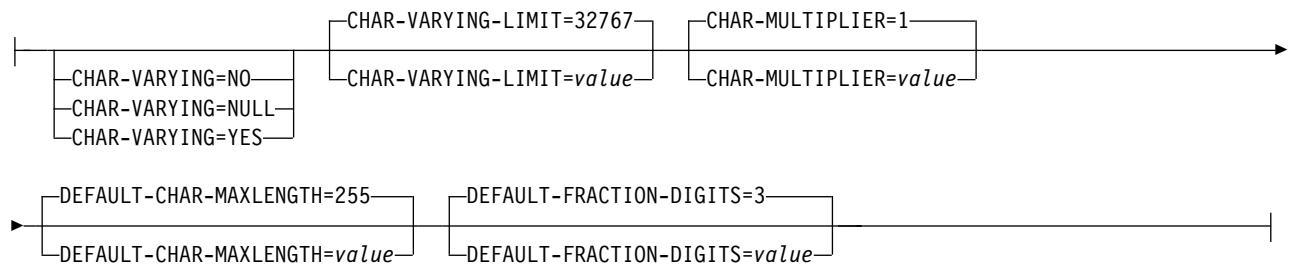 CHAR-VARYING-LIMIT=32767 CHAR-MULTIPLIER=1
CHAR-VARYING=NO CHAR-VARYING-LIMIT=value CHAR-MULTIPLIER=value
CHAR-VARYING=NULL
CHAR-VARYING=YES
DEFAULT-CHAR-MAXLENGTH=255 DEFAULT-FRACTION-DIGITS=3
DEFAULT-CHAR-MAXLENGTH=value DEFAULT-FRACTION-DIGITS=value